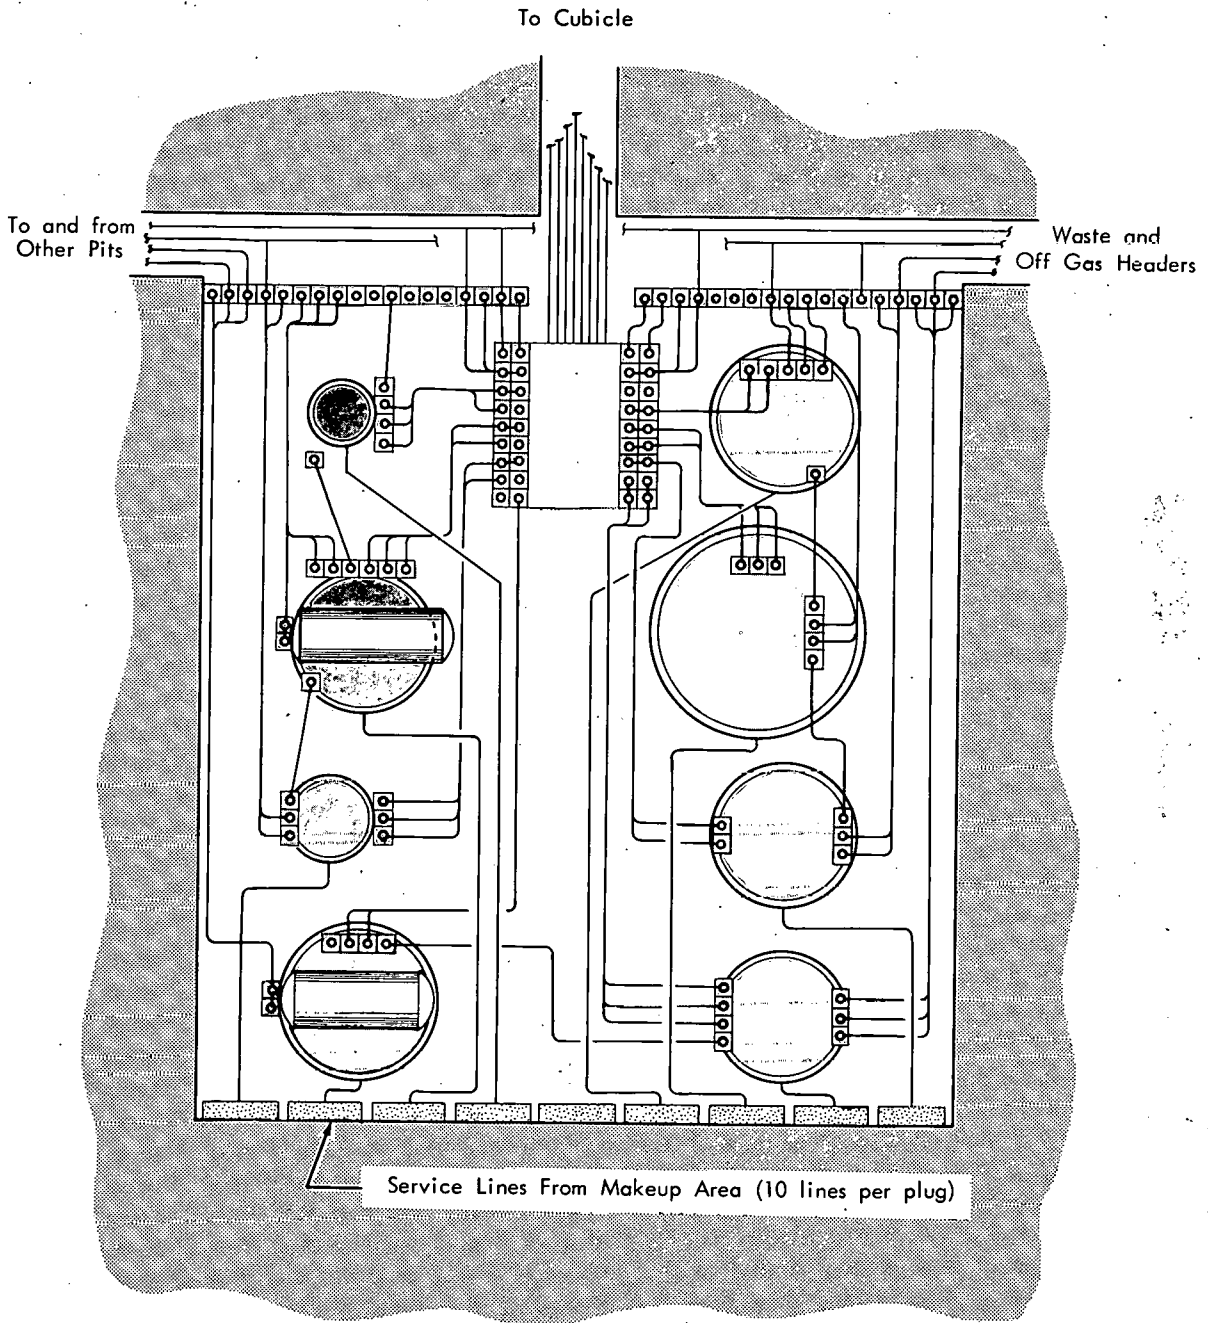 To Cubicle
To and from
Other Pits
Waste and
Off Gas Headers
Service Lines From Makeup Area (10 lines per plug)